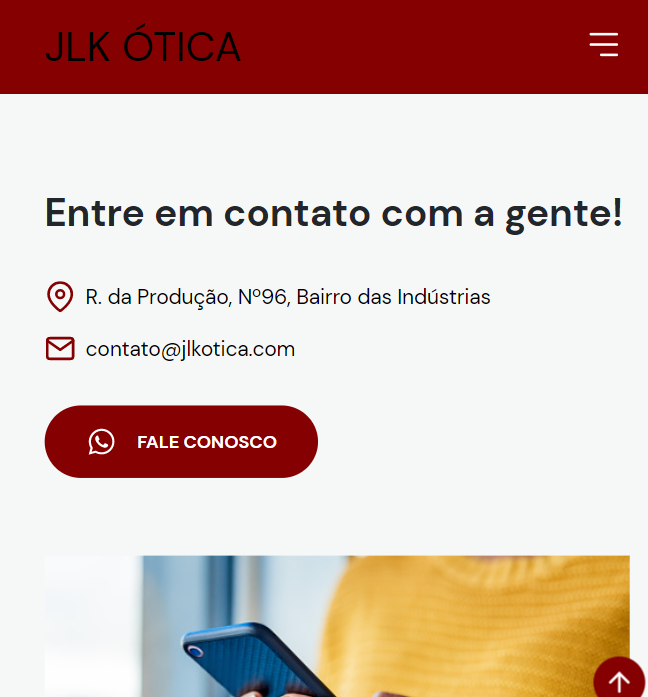 JLK ÓTICA
Entre em contato com a gente!
R. da Produção, Nº96, Bairro das Indústrias
contato@jlkotica.com
FALE CONOSCO